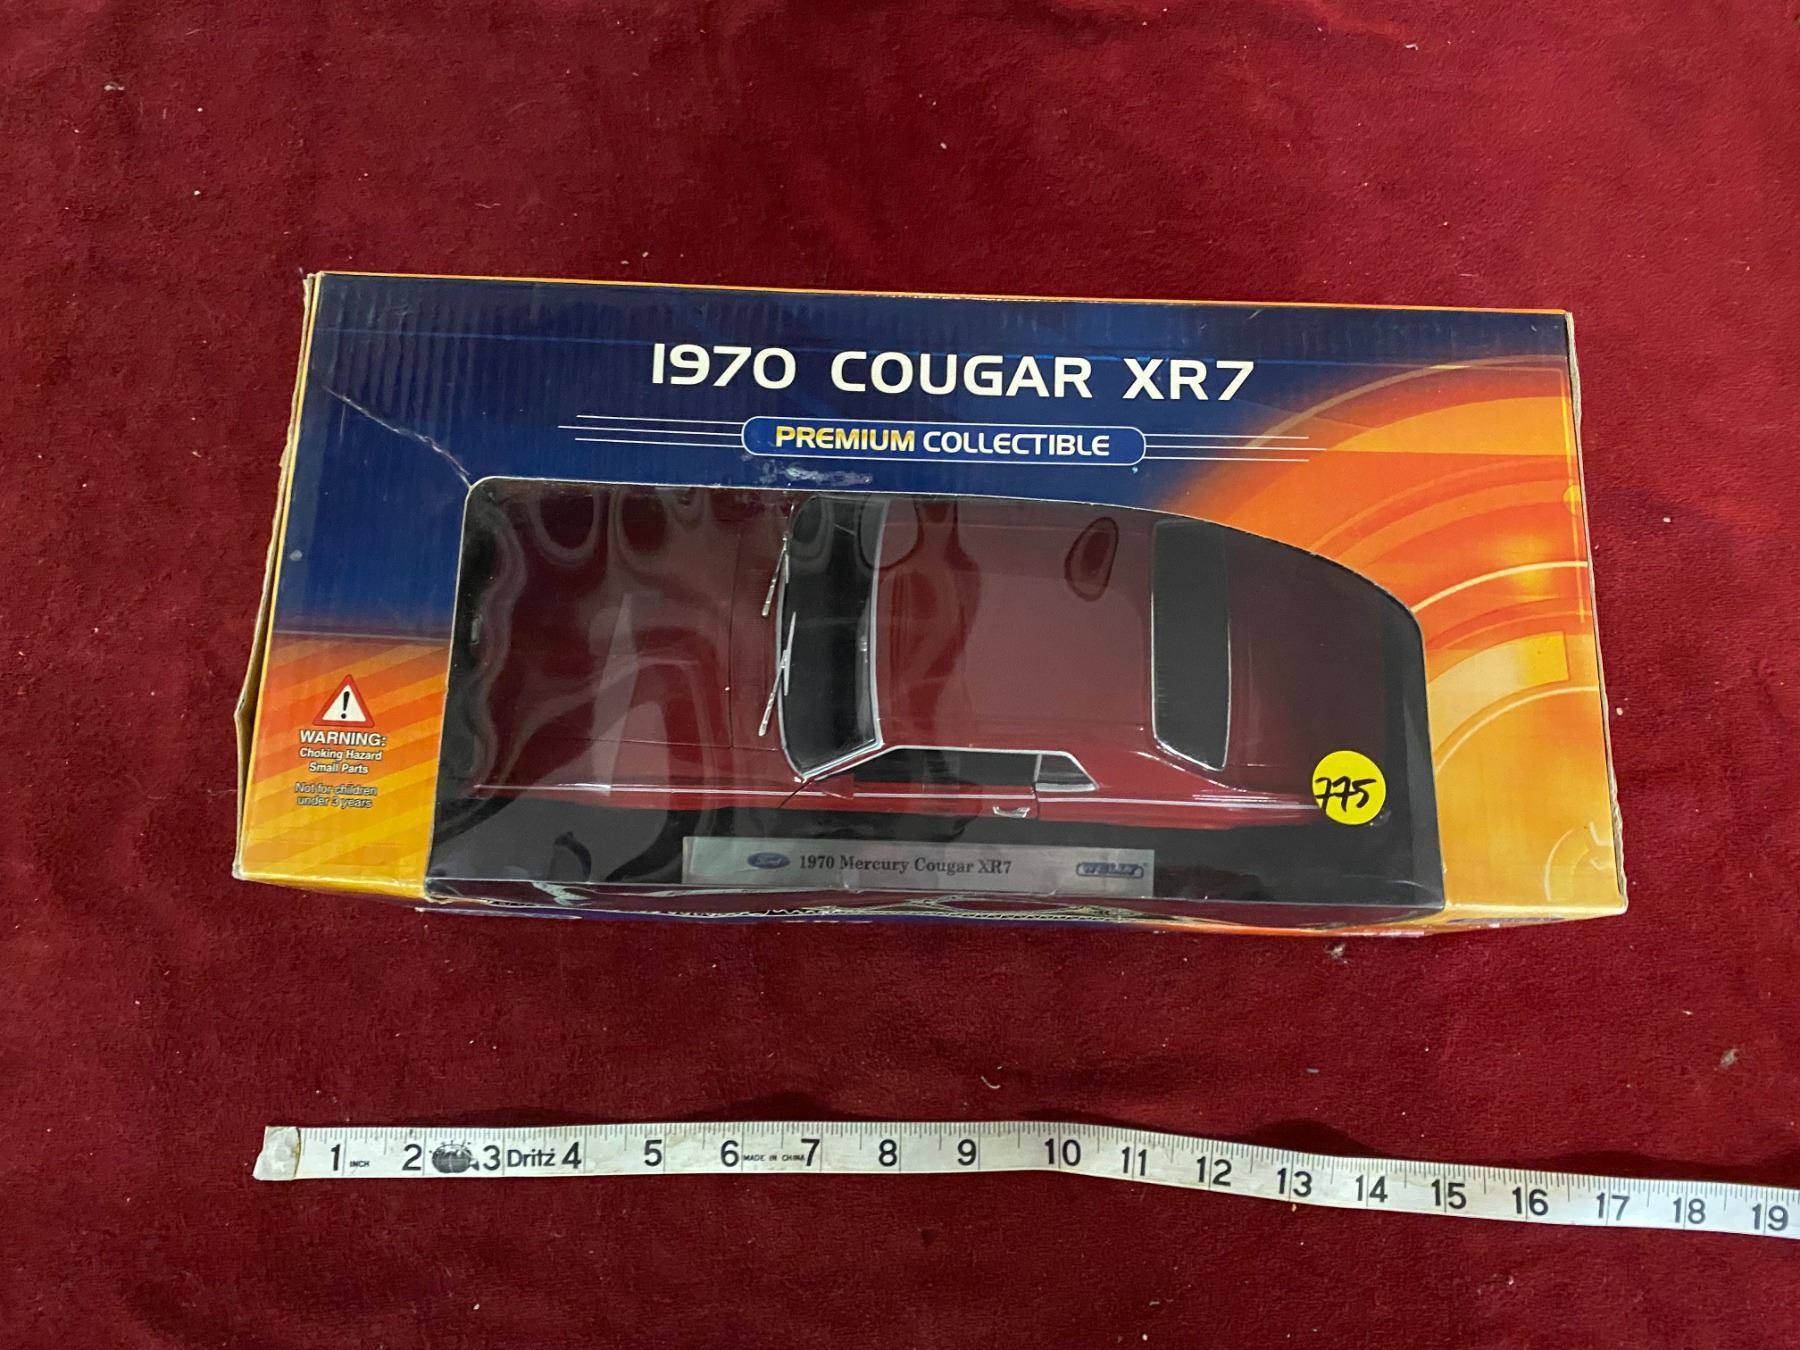 1970 COUGAR XR7
PREMIUM COLLECTIBLE
WARNING:
Choking Hazard
Small Parts
Not for children
under 3 years
775
Ford 1970 Mercury Cougar XR7 WELLY
1 INCH 2 3 Dritz 4 5 6 MADE IN CHINA 7 8 9 10 11 12 13 14 15 16 17 18 19